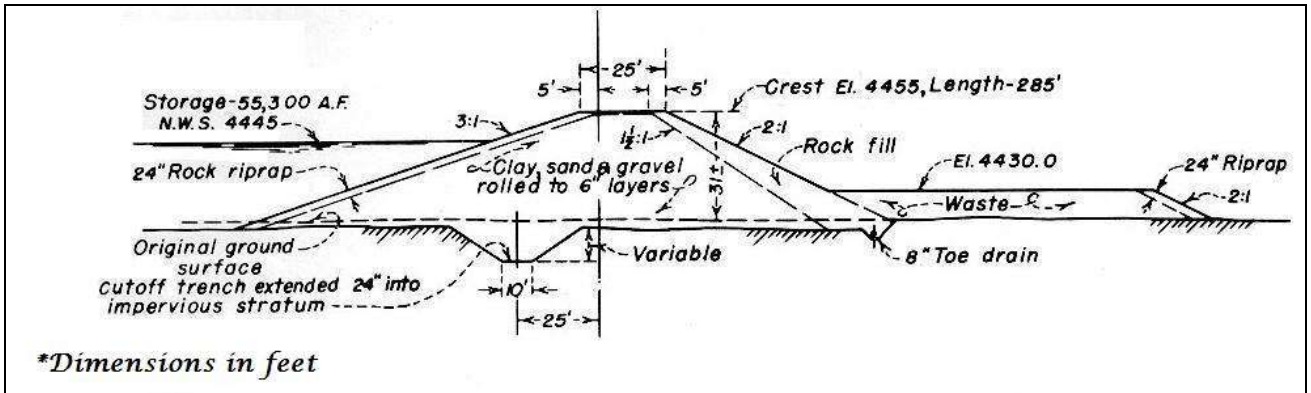 25'
5'
5'
Crest El. 4455, Length-285'
Storage-55,300 A.F.
N.W.S. 4445
3:1
1½:1
2:1
Rock fill
El. 4430.0
24" Riprap
24" Rock riprap
Clay, sand & gravel
rolled to 6" layers
31±
Waste
2:1
Original ground
surface
Variable
8" Toe drain
Cutoff trench extended 24" into
impervious stratum
10'
25'
*Dimensions in feet